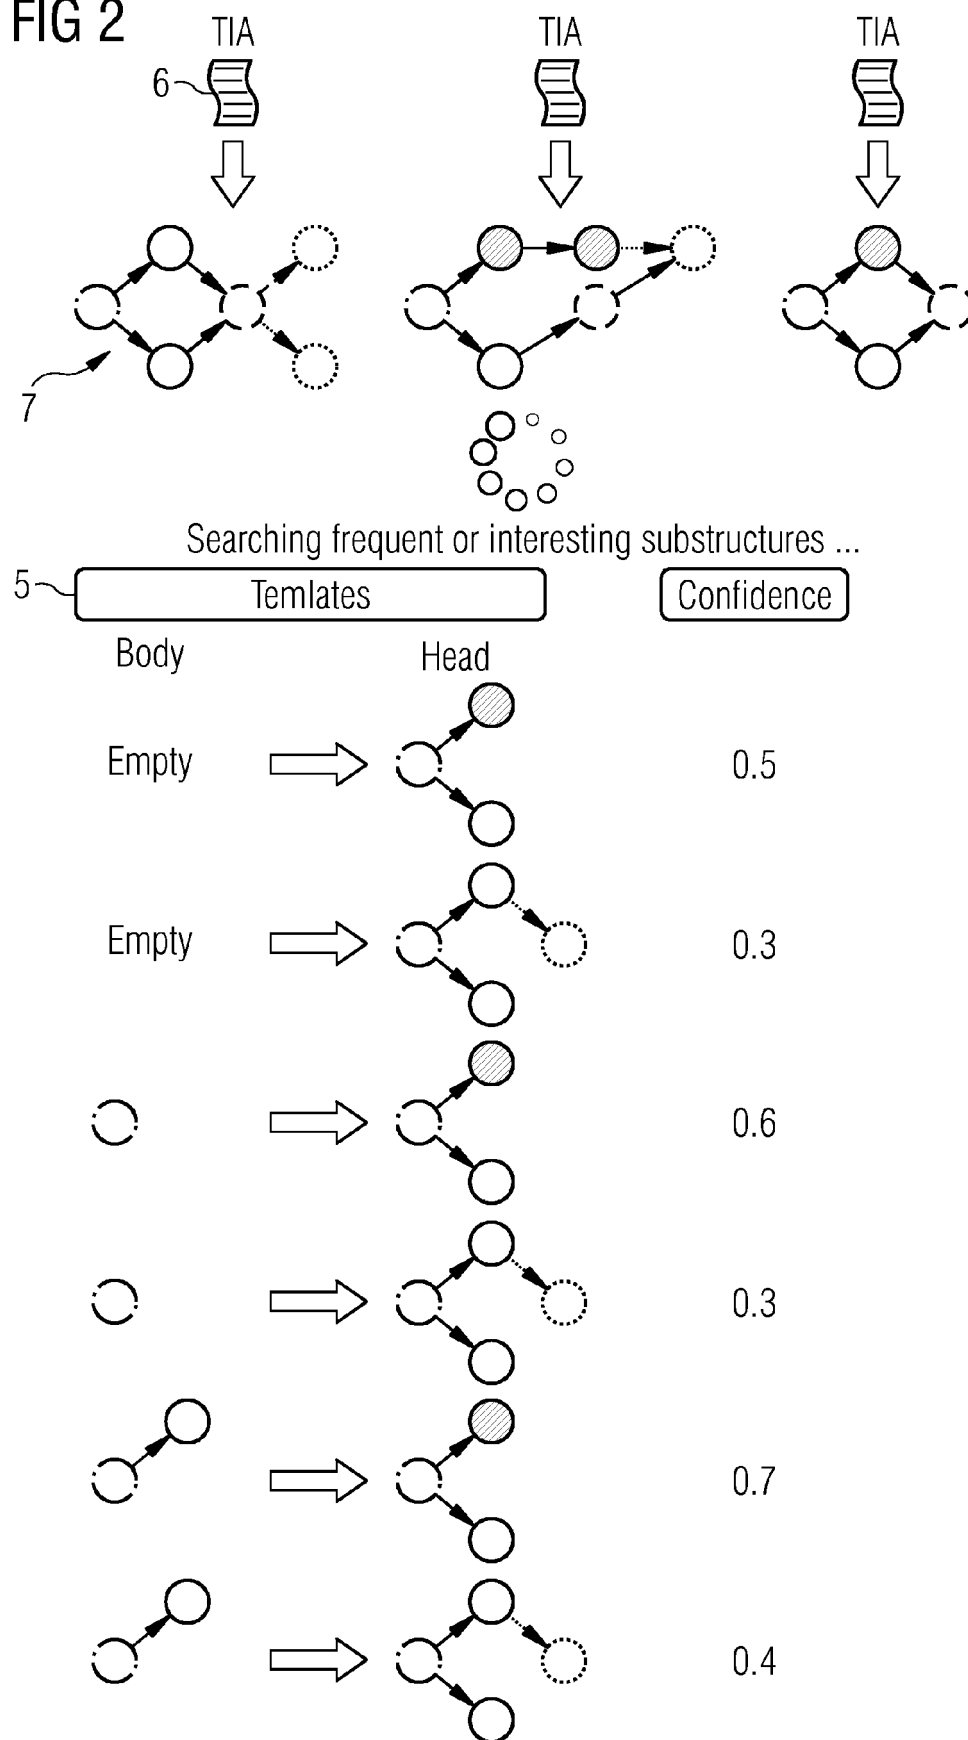 FIG 2
TIA TIA TIA
6
7
Searching frequent or interesting substructures ...
5 Temlates Confidence
Body Head
Empty 0.5
Empty 0.3
0.6
0.3
0.7
0.4